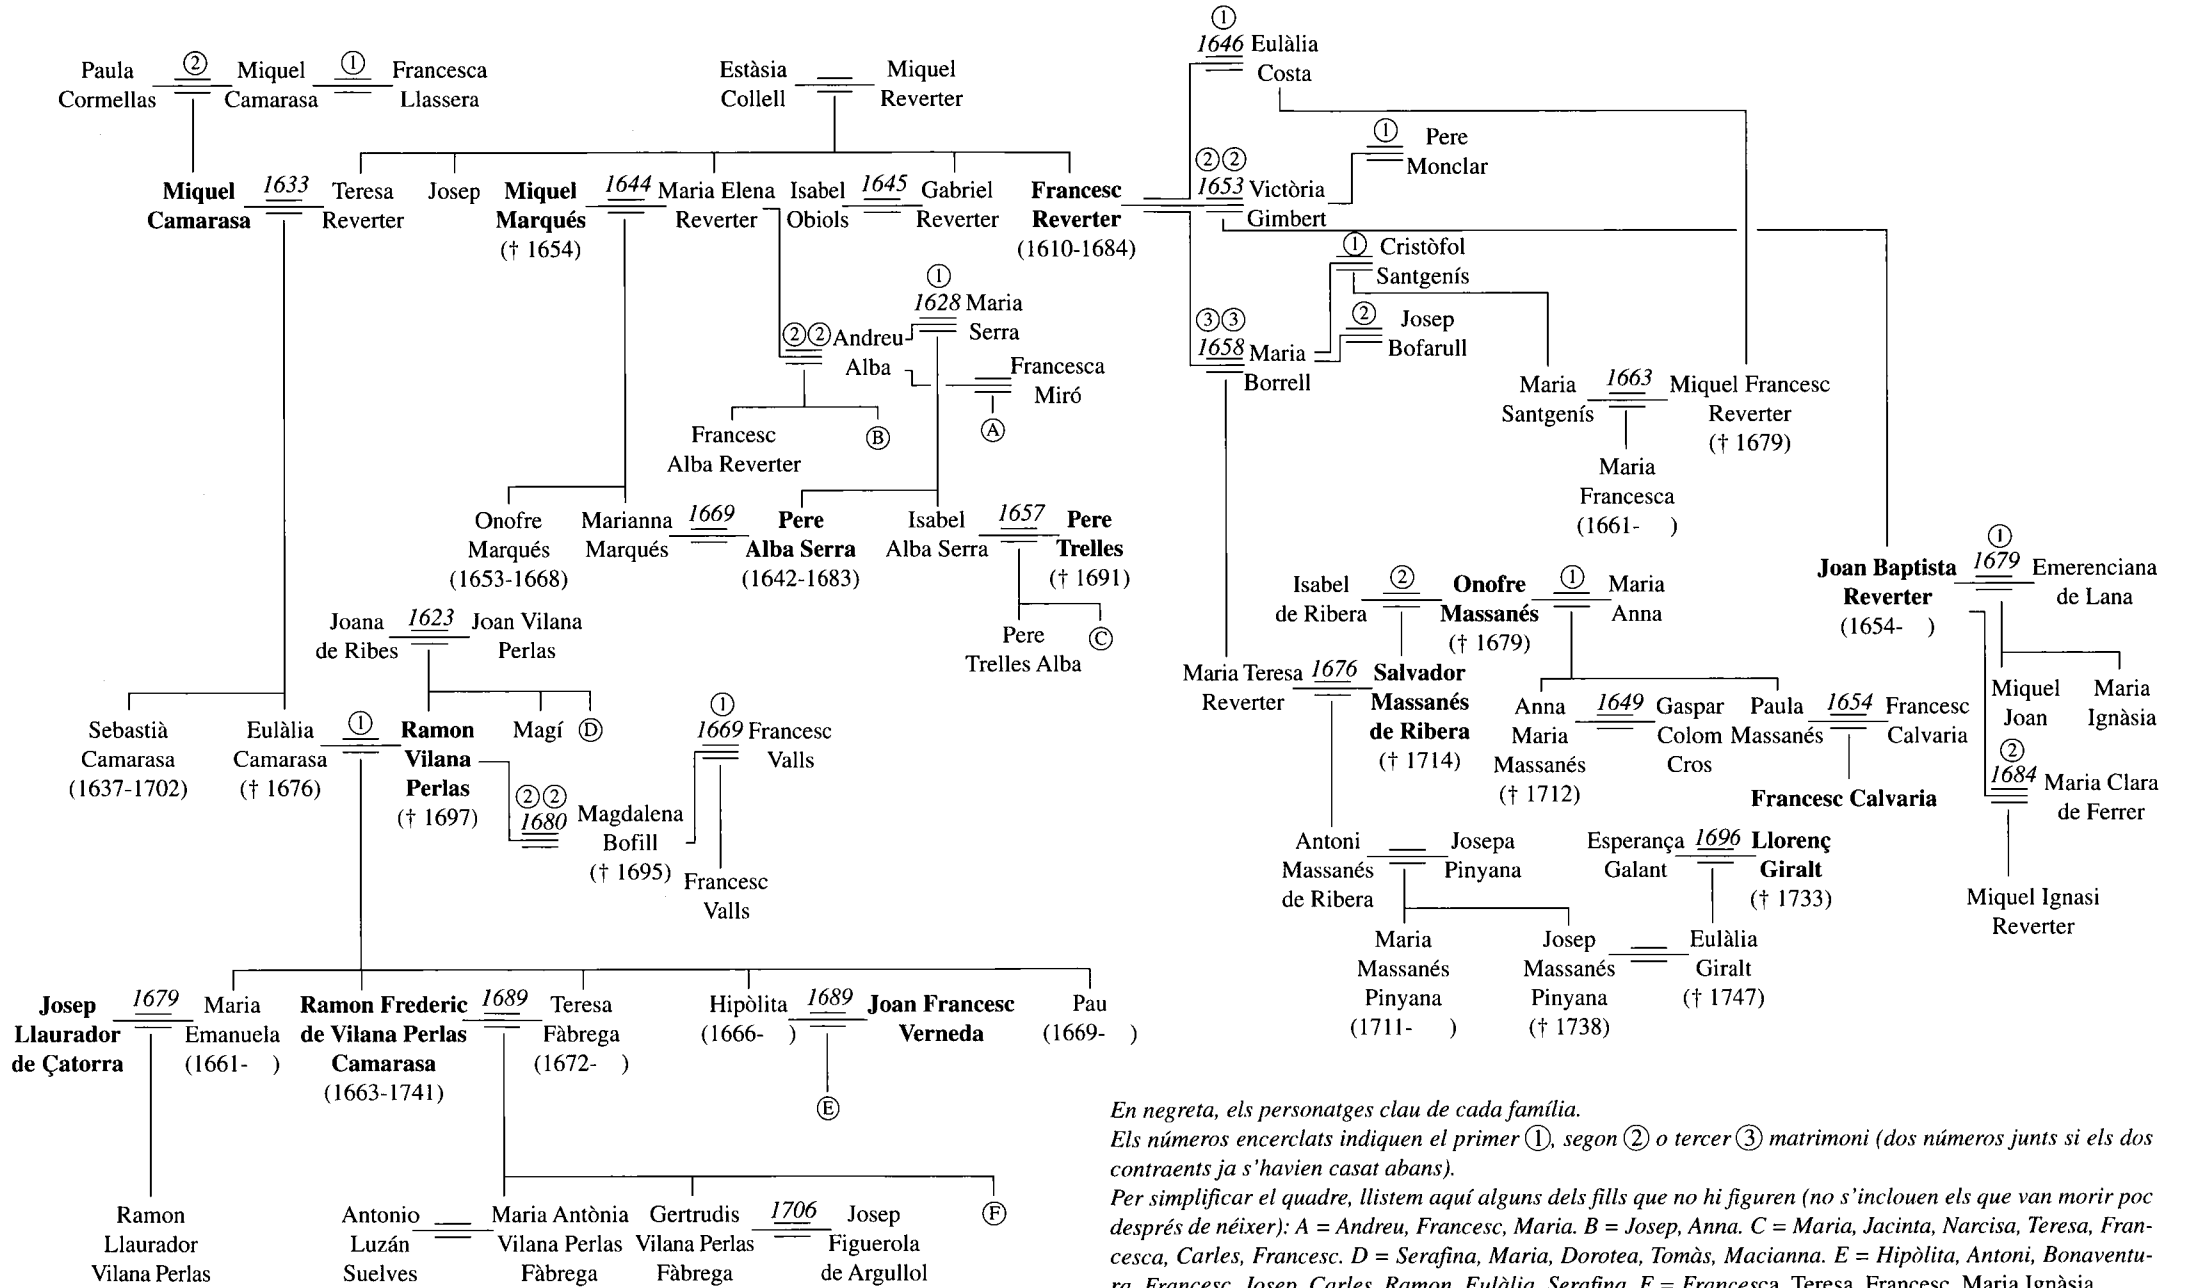 ①
1646 Eulàlia
Costa
Paula
Cormellas
②
Miquel
Camarasa
①
Francesca
Llassera
Estàsia
Collell
Miquel
Reverter
①
Pere
Monclar
Miquel
Camarasa
1633
Teresa
Reverter
Josep
Miquel
Marqués
(† 1654)
1644
Maria Elena
Reverter
Isabel
Obiols
1645
Gabriel
Reverter
Francesc
Reverter
(1610-1684)
②②
1653 Victòria
Gimbert
①
Cristòfol
Santgenís
②
Josep
Bofarull
③③
1658 Maria
Borrell
①
1628 Maria
Serra
②②
Andreu
Alba
Francesca
Miró
Ⓐ
Francesc
Alba Reverter
Ⓑ
Maria
Santgenís
1663
Miquel Francesc
Reverter
(† 1679)
Maria
Francesca
(1661- )
Onofre
Marqués
(1653-1668)
Marianna
Marqués
1669
Pere
Alba Serra
(1642-1683)
Isabel
Alba Serra
1657
Pere
Trelles
(† 1691)
Pere
Trelles Alba
Ⓒ
Joan Baptista
Reverter
(1654- )
①
1679
Emerenciana
de Lana
Isabel
de Ribera
②
Onofre
Massanés
(† 1679)
①
Maria
Anna
Joana
de Ribes
1623
Joan Vilana
Perlas
Maria Teresa
Reverter
1676
Salvador
Massanés
de Ribera
(† 1714)
Miquel
Joan
Maria
Ignàsia
Anna
Maria
Massanés
(† 1712)
1649
Gaspar
Colom
Cros
Paula
Massanés
1654
Francesc
Calvaria
Francesc Calvaria
②
1684
Maria Clara
de Ferrer
Sebastià
Camarasa
(1637-1702)
Eulàlia
Camarasa
(† 1676)
①
Ramon
Vilana
Perlas
(† 1697)
Magí
Ⓓ
②②
1680
Magdalena
Bofill
(† 1695)
①
1669 Francesc
Valls
Francesc
Valls
Antoni
Massanés
de Ribera
Josepa
Pinyana
Esperança
Galant
1696
Llorenç
Giralt
(† 1733)
Miquel Ignasi
Reverter
Maria
Massanés
Pinyana
(1711- )
Josep
Massanés
Pinyana
(† 1738)
Eulàlia
Giralt
(† 1747)
Josep
Llaurador
de Çatorra
1679
Maria
Emanuela
(1661- )
Ramon Frederic
de Vilana Perlas
Camarasa
(1663-1741)
1689
Teresa
Fàbrega
(1672- )
Hipòlita
(1666- )
1689
Joan Francesc
Verneda
Pau
(1669- )
Ⓔ
Ramon
Llaurador
Vilana Perlas
Antonio
Luzán
Suelves
Maria Antònia
Vilana Perlas
Fàbrega
Gertrudis
Vilana Perlas
Fàbrega
1706
Josep
Figuerola
de Argullol
Ⓕ
En negreta, els personatges clau de cada família.
Els números encerclats indiquen el primer ①, segon ② o tercer ③ matrimoni (dos números junts si els dos
contraents ja s'havien casat abans).
Per simplificar el quadre, llistem aquí alguns dels fills que no hi figuren (no s'inclouen els que van morir poc
després de néixer): A = Andreu, Francesc, Maria. B = Josep, Anna. C = Maria, Jacinta, Narcisa, Teresa, Fran-
cesca, Carles, Francesc. D = Serafina, Maria, Dorotea, Tomàs, Macianna. E = Hipòlita, Antoni, Bonaventu-
ra, Francesc, Josep, Carles, Ramon, Eulàlia, Serafina. F = Francesca, Teresa, Francesc, Maria Ignàsia.